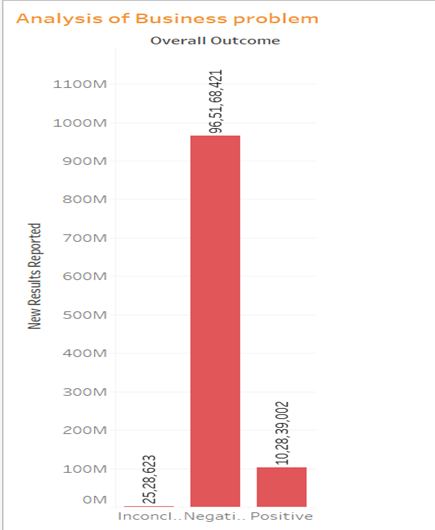 Analysis of Business problem
Overall Outcome
New Results Reported
1100M
1000M
900M
800M
700M
600M
500M
400M
300M
200M
100M
0M
25,28,623
96,51,68,421
10,28,39,002
Inconcl..
Negati..
Positive